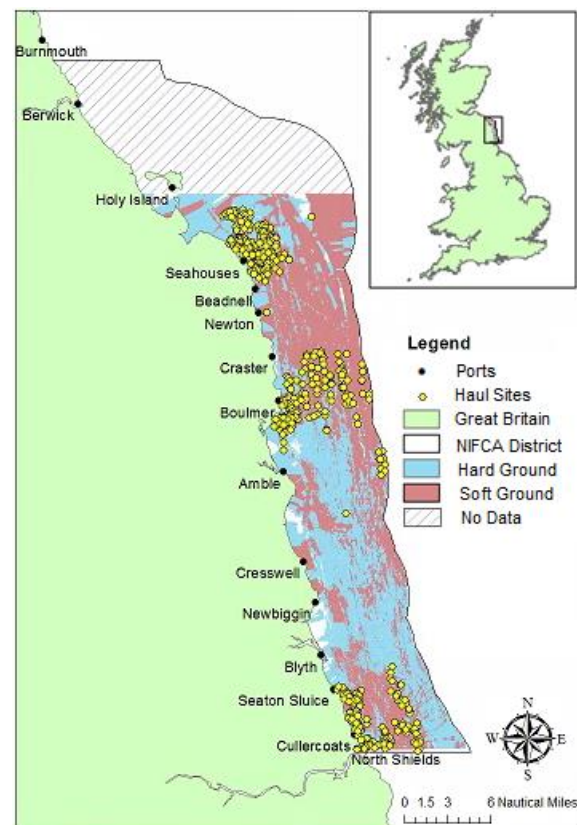 Burnmouth
Berwick
Holy Island
Seahouses
Beadnell
Newton
Craster
Boulmer
Amble
Cresswell
Newbiggin
Blyth
Seaton Sluice
Cullercoats
North Shields
Legend
Ports
Haul Sites
Great Britain
NIFCA District
Hard Ground
Soft Ground
No Data
N
W E
S
0 1.5 3 6 Nautical Miles